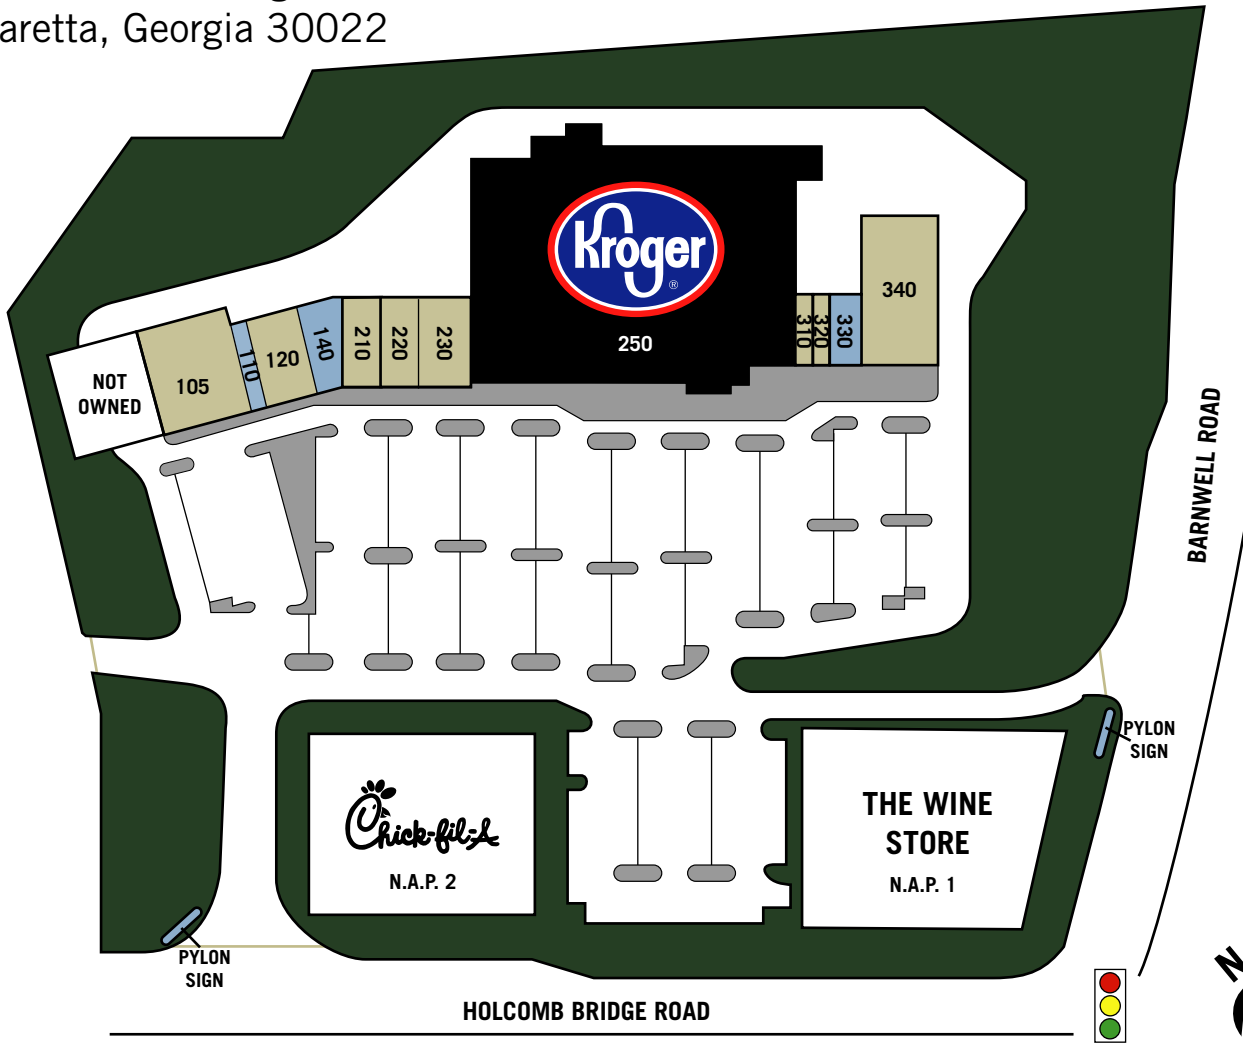 aretta, Georgia 30022
Kroger
®
250
340
310
320
330
210
220
230
140
120
110
105
NOT
OWNED
BARNWELL ROAD
PYLON
SIGN
Chick-fil-A
N.A.P. 2
THE WINE
STORE
N.A.P. 1
PYLON
SIGN
HOLCOMB BRIDGE ROAD
N